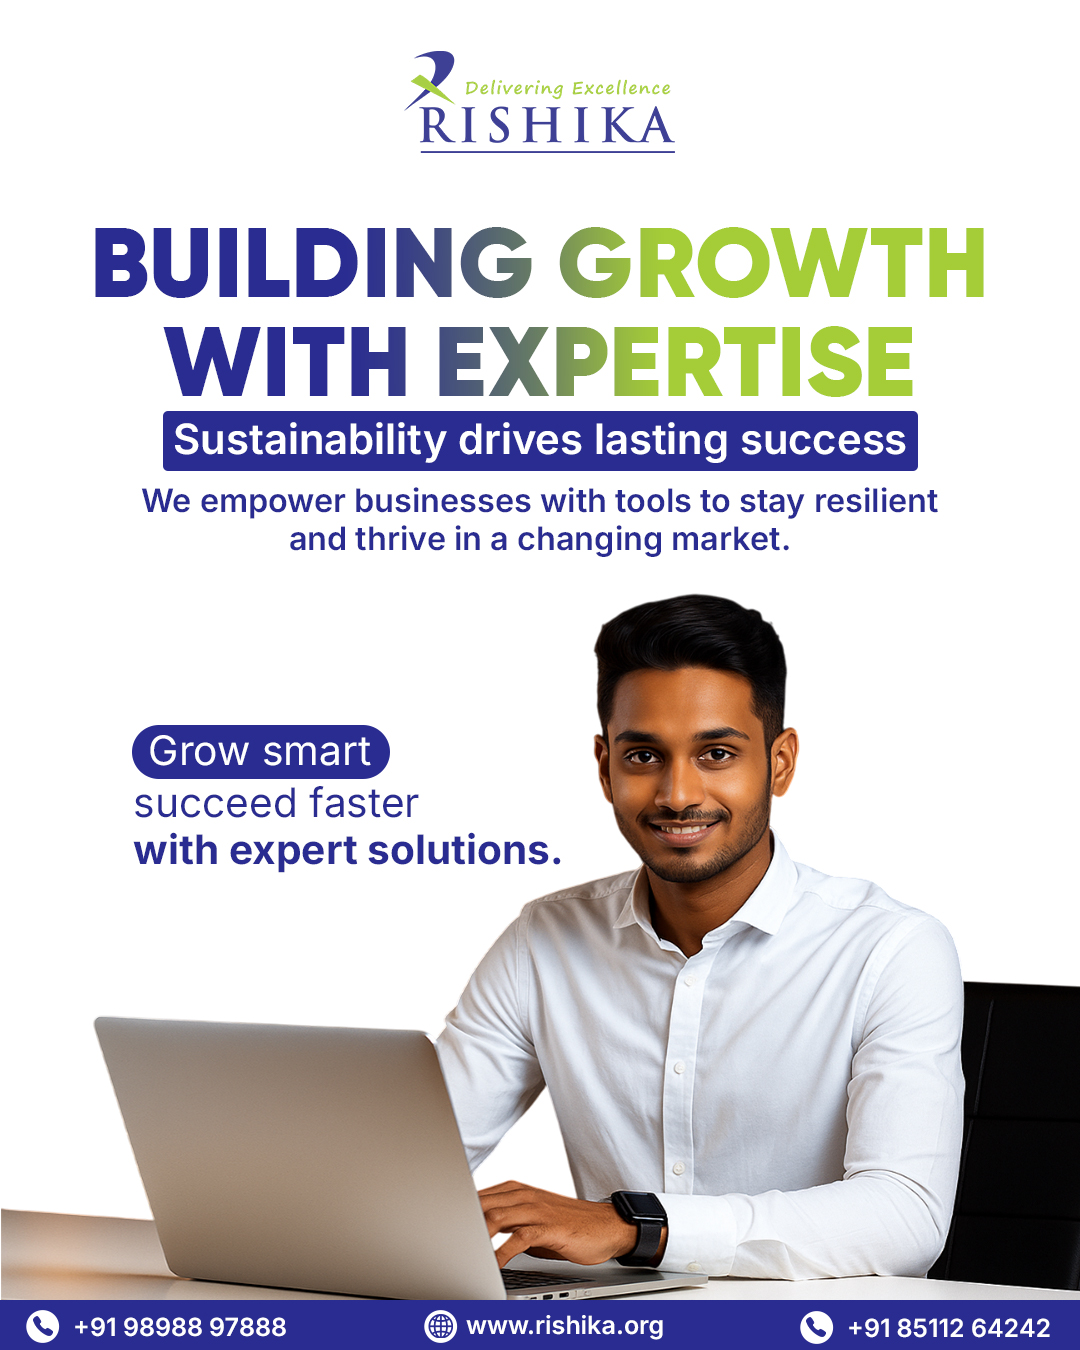 Delivering Excellence
RISHIKA
BUILDING GROWTH
WITH EXPERTISE
Sustainability drives lasting success
We empower businesses with tools to stay resilient
and thrive in a changing market.
Grow smart
succeed faster
with expert solutions.
+91 98988 97888
www.rishika.org
+91 85112 64242